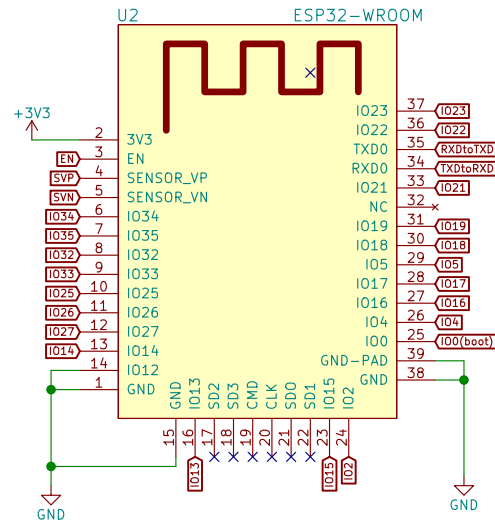 U2 ESP32-WROOM
+3V3
2 3V3
EN 3 EN
SVP 4 SENSOR_VP
SVN 5 SENSOR_VN
IO34 6 IO34
IO35 7 IO35
IO32 8 IO32
IO33 9 IO33
IO25 10 IO25
IO26 11 IO26
IO27 12 IO27
IO14 13 IO14
14 IO12
1 GND
IO23 37 IO23
IO22 36 IO22
TXD0 35 RXDtoTXD
RXD0 34 TXDtoRXD
IO21 33 IO21
NC 32
IO19 31 IO19
IO18 30 IO18
IO5 29 IO5
IO17 28 IO17
IO16 27 IO16
IO4 26 IO4
IO0 25 IO0(boot)
GND-PAD 39
GND 38
GND 15
IO13 16 IO13
SD2 17
SD3 18
CMD 19
CLK 20
SD0 21
SD1 22
IO15 23 IO15
IO2 24 IO2
GND
GND